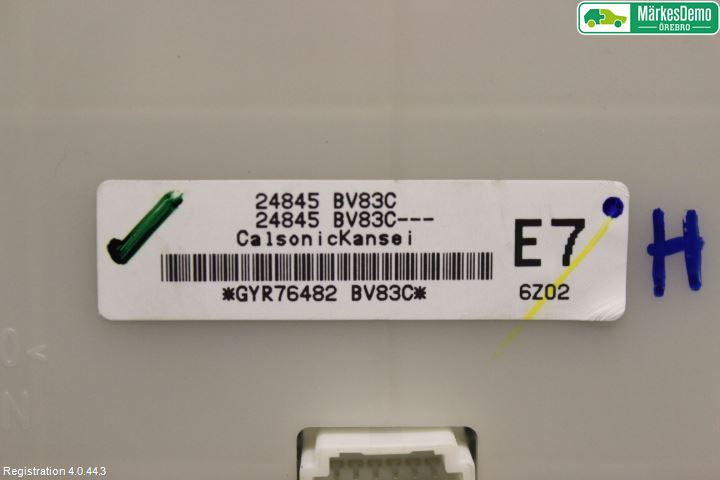 MärkesDemo
ÖREBRO
24845 BV83C
24845 BV83C---
CalsonicKansei
E7
*GYR76482 BV83C*
6Z02
H
Registration 4.0.44.3